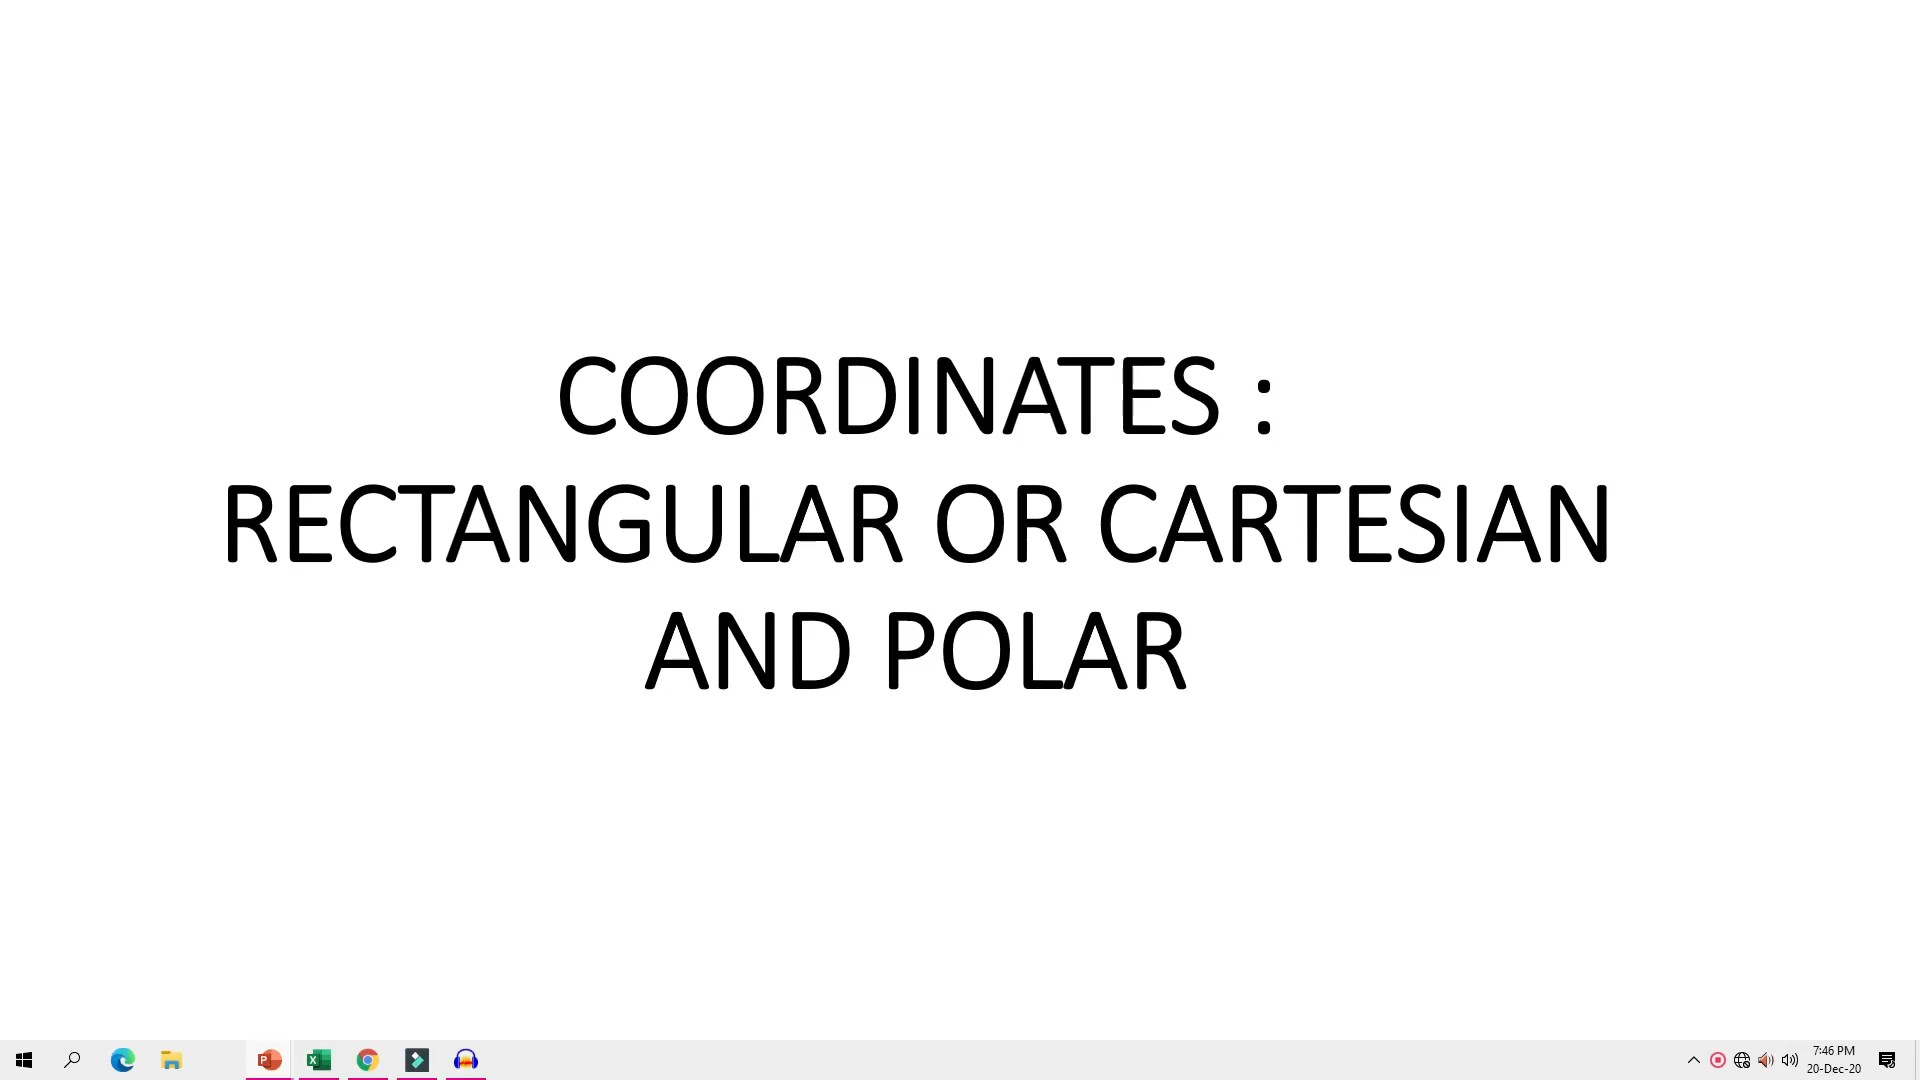 COORDINATES :
RECTANGULAR OR CARTESIAN
AND POLAR
7:46 PM
20-Dec-20